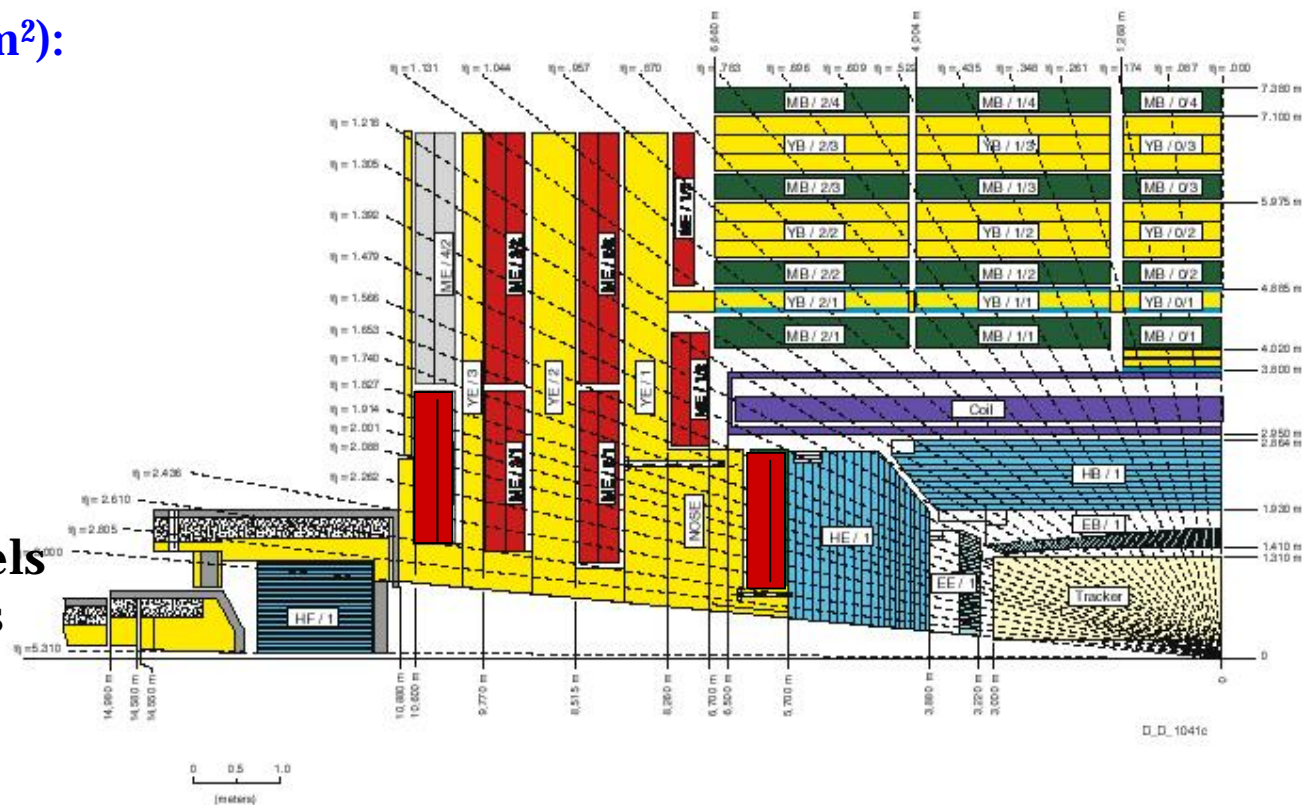 m²):
6,660 m
4,004 m
1,268 m
η = 1.131
η = 1.044
η = .957
η = .870
η = .783
η = .696
η = .609
η = .522
η = .435
η = .348
η = .261
η = .174
η = .087
η = .000
MB / 2/4
MB / 1/4
MB / 0/4
7.380 m
7.100 m
η = 1.218
YB / 2/3
YB / 1/3
YB / 0/3
η = 1.305
MB / 2/3
MB / 1/3
MB / 0/3
5.975 m
η = 1.392
ME / 4/2
YB / 2/2
YB / 1/2
YB / 0/2
η = 1.479
MB / 2/2
MB / 1/2
MB / 0/2
4.885 m
η = 1.566
YB / 2/1
YB / 1/1
YB / 0/1
η = 1.653
MB / 2/1
MB / 1/1
MB / 0/1
4.020 m
η = 1.740
YE / 3
YE / 2
YE / 1
3.800 m
η = 1.827
η = 1.914
Coil
η = 2.001
2.950 m
η = 2.088
2.864 m
η = 2.262
η = 2.436
HB / 1
η = 2.610
NOSE
1.930 m
η = 2.805
HE / 1
EB / 1
1.410 m
els
1.310 m
EE / 1
Tracker
s
HF / 1
η = 5.310
0
14,980 m
14,580 m
10,880 m
10,600 m
9,770 m
8,515 m
8,260 m
6,700 m
6,500 m
5,700 m
3,880 m
3,220 m
3,000 m
0
D_D_1041c
0 0.5 1.0
(meters)